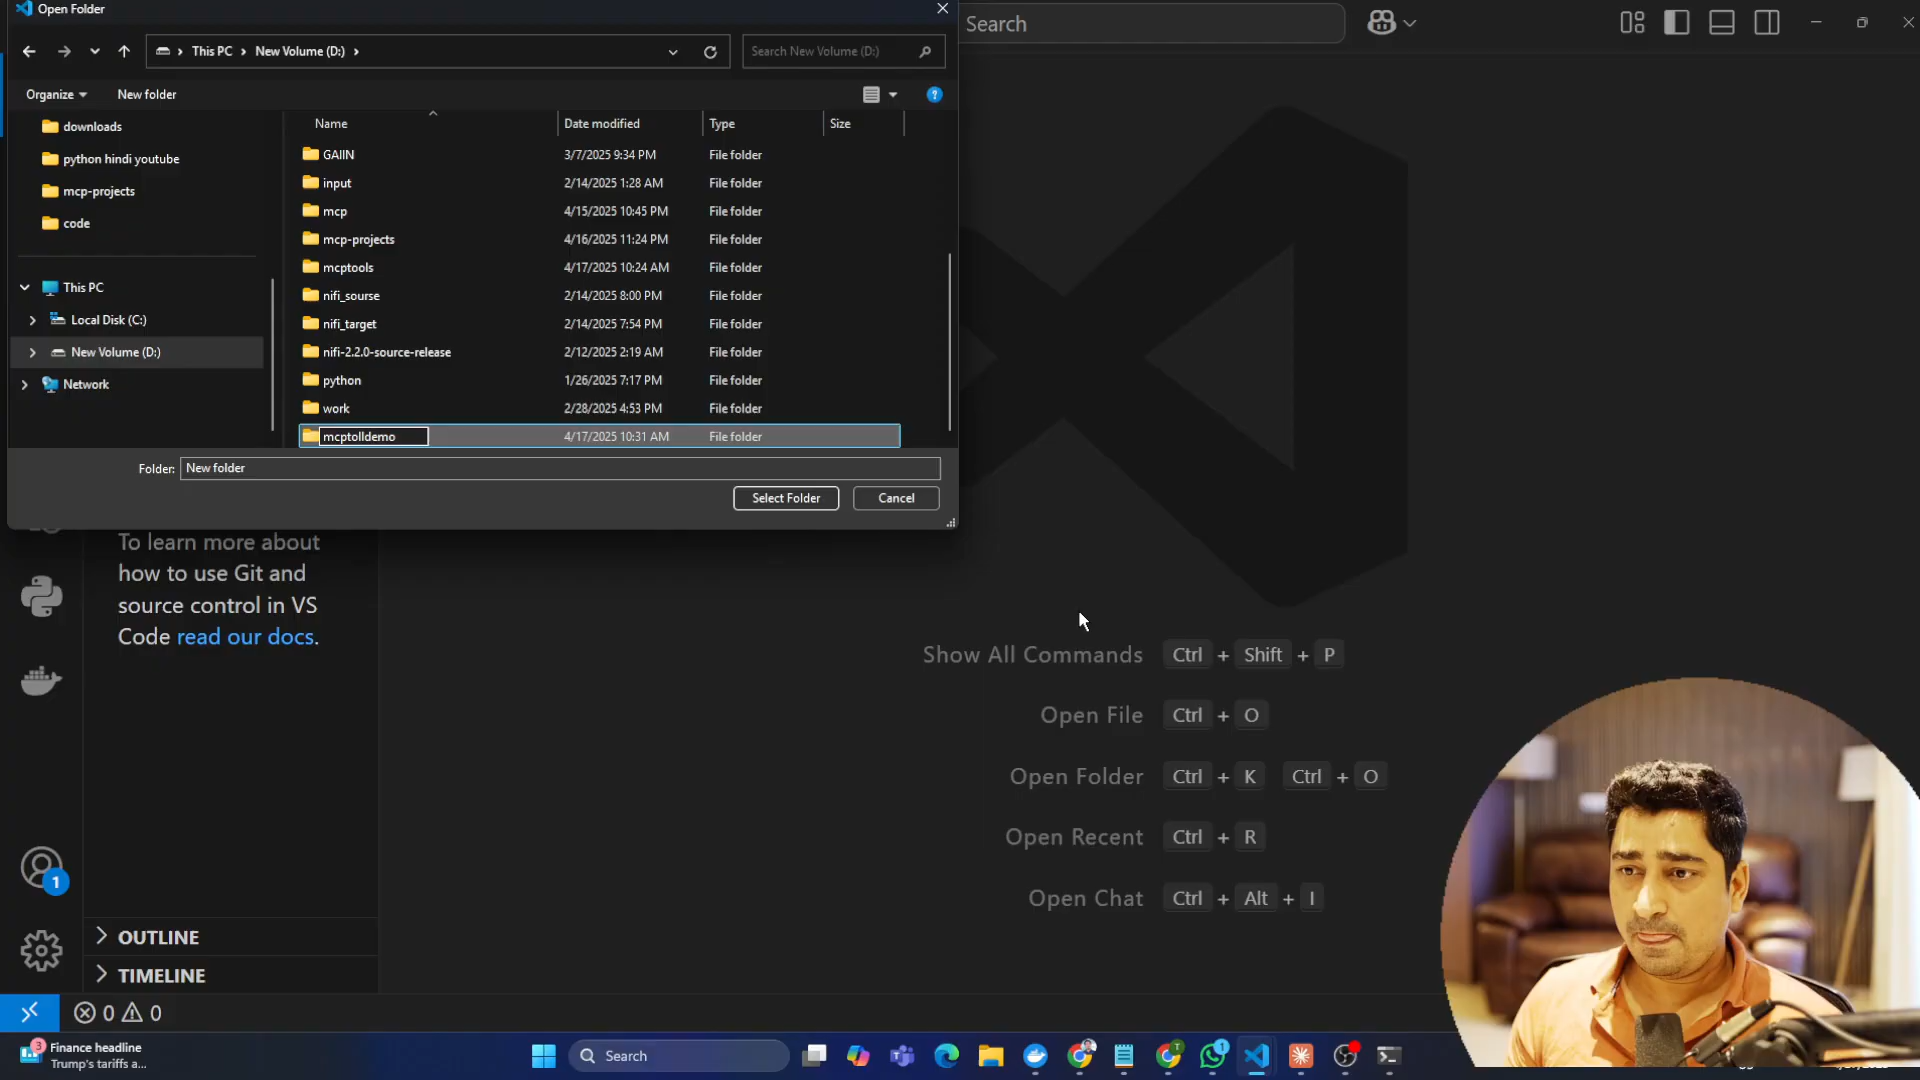 Open Folder
Search
This PC
New Volume (D:)
Search New Volume (D:)
Organize
New folder
downloads
python hindi youtube
mcp-projects
code
This PC
Local Disk (C:)
New Volume (D:)
Network
Name Date modified Type Size
GAIIN 3/7/2025 9:34 PM File folder
input 2/14/2025 1:28 AM File folder
mcp 4/15/2025 10:45 PM File folder
mcp-projects 4/16/2025 11:24 PM File folder
mcptools 4/17/2025 10:24 AM File folder
nifi_sourse 2/14/2025 8:00 PM File folder
nifi_target 2/14/2025 7:54 PM File folder
nifi-2.2.0-source-release 2/12/2025 2:19 AM File folder
python 1/26/2025 7:17 PM File folder
work 2/28/2025 4:53 PM File folder
mcptolldemo 4/17/2025 10:31 AM File folder
Folder: New folder
Select Folder Cancel
To learn more about
how to use Git and
source control in VS
Code read our docs.
Show All Commands Ctrl + Shift + P
Open File Ctrl + O
Open Folder Ctrl + K Ctrl + O
Open Recent Ctrl + R
Open Chat Ctrl + Alt + I
1
OUTLINE
TIMELINE
0 0
3
Finance headline
Trump's tariffs a...
Search
T
1